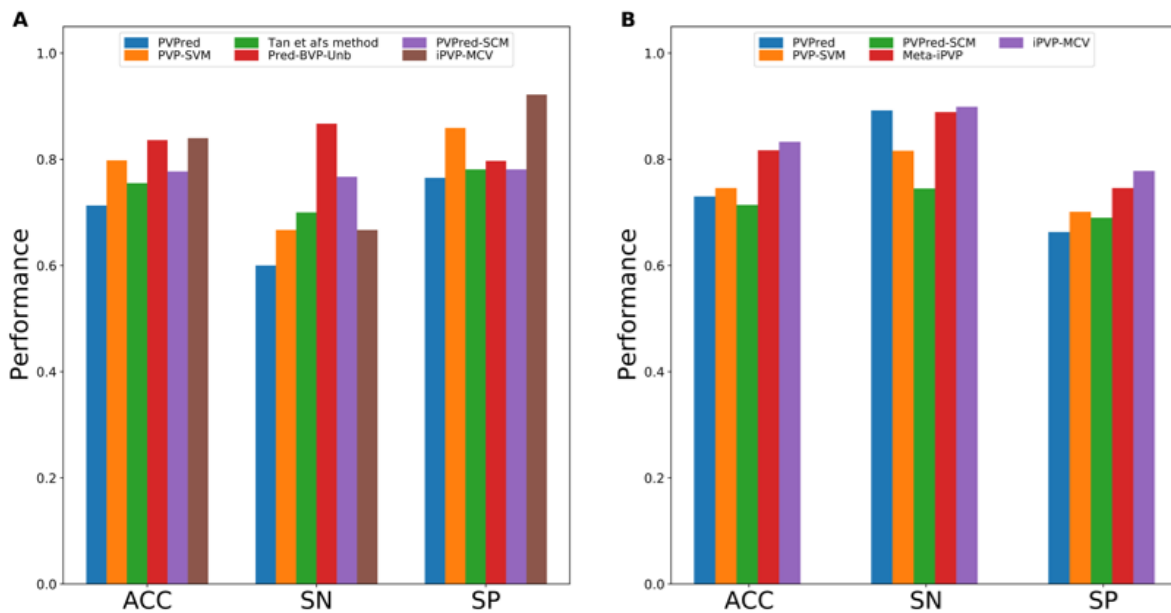 A
PVPred
PVP-SVM
Tan et al's method
Pred-BVP-Unb
PVPred-SCM
iPVP-MCV
1.0
0.8
0.6
0.4
0.2
0.0
Performance
ACC SN SP
B
PVPred
PVP-SVM
PVPred-SCM
Meta-iPVP
iPVP-MCV
1.0
0.8
0.6
0.4
0.2
0.0
Performance
ACC SN SP